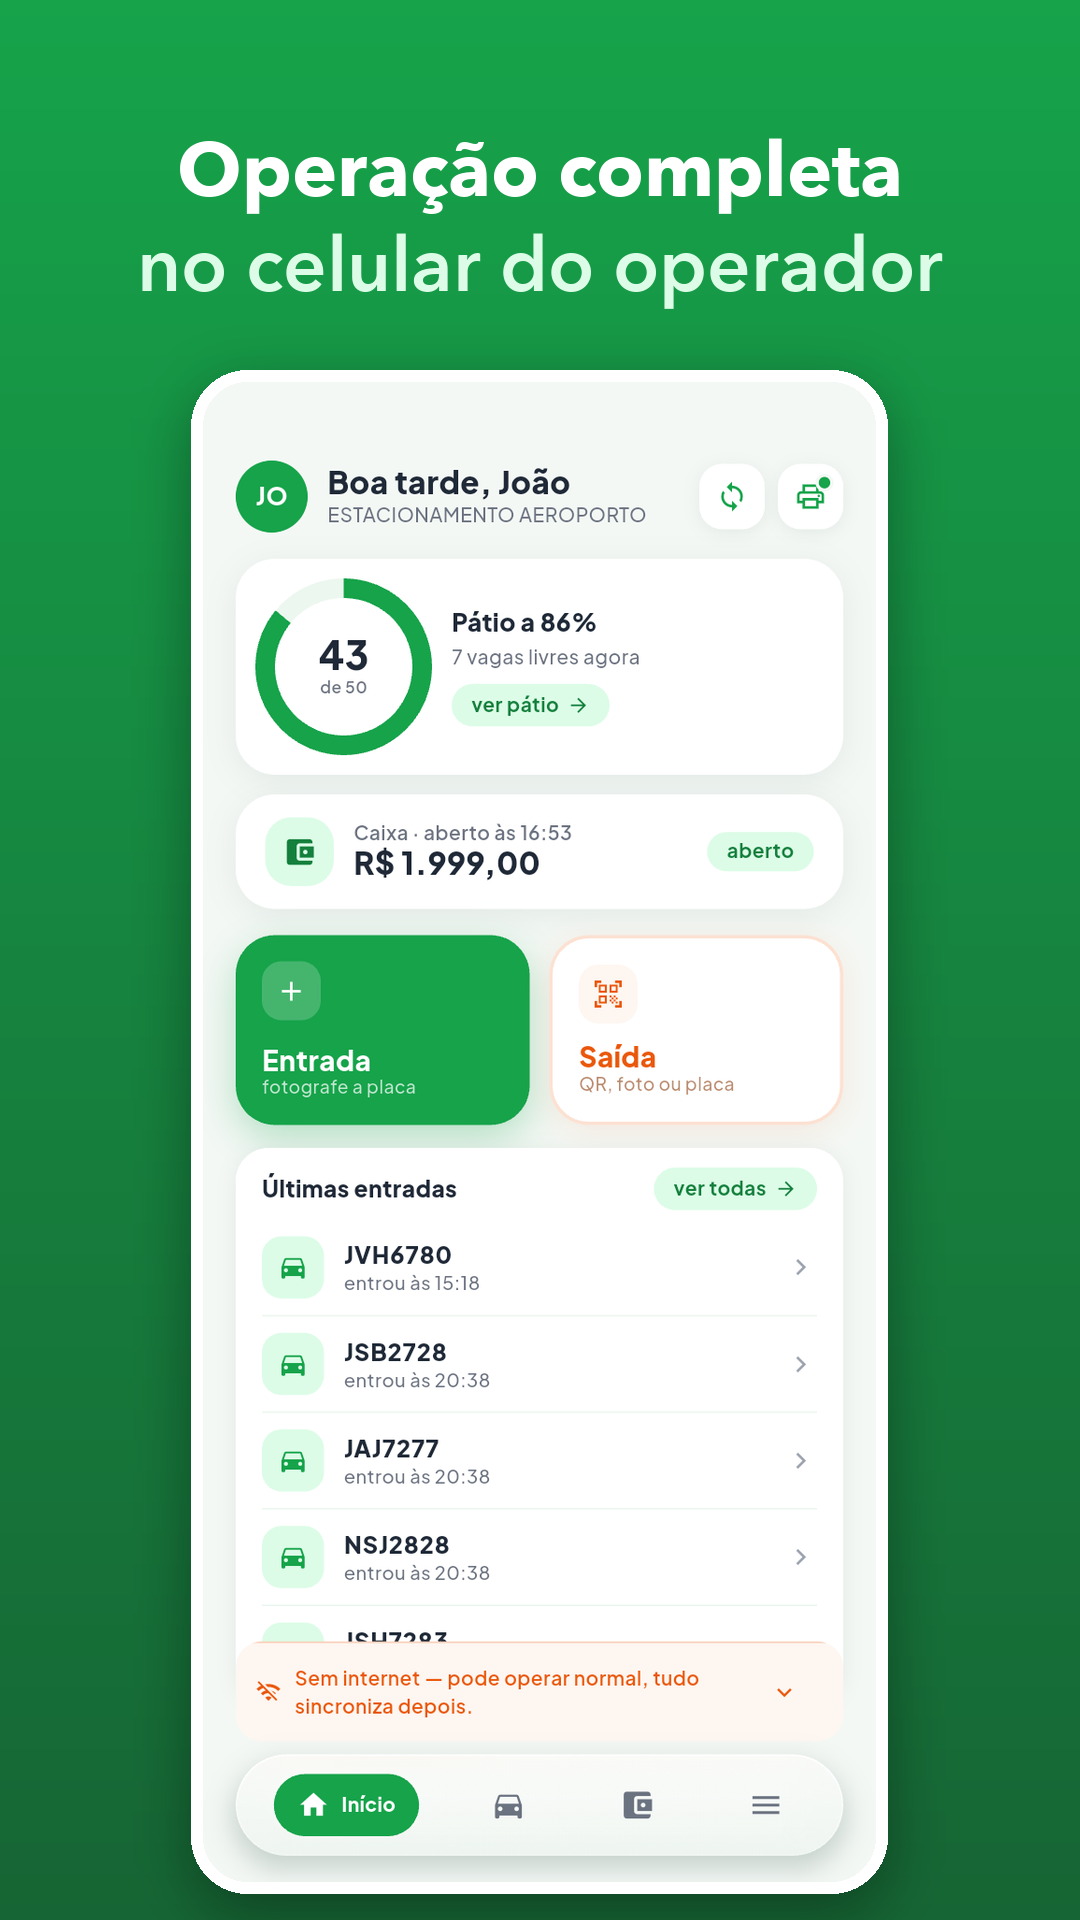 Operação completa
no celular do operador
JO
Boa tarde, João
ESTACIONAMENTO AEROPORTO
43
de 50
Pátio a 86%
7 vagas livres agora
ver pátio
Caixa · aberto às 16:53
R$ 1.999,00
aberto
Entrada
fotografe a placa
Saída
QR, foto ou placa
Últimas entradas
ver todas
JVH6780
entrou às 15:18
JSB2728
entrou às 20:38
JAJ7277
entrou às 20:38
NSJ2828
entrou às 20:38
JSH7283
Sem internet — pode operar normal, tudo
sincroniza depois.
Início